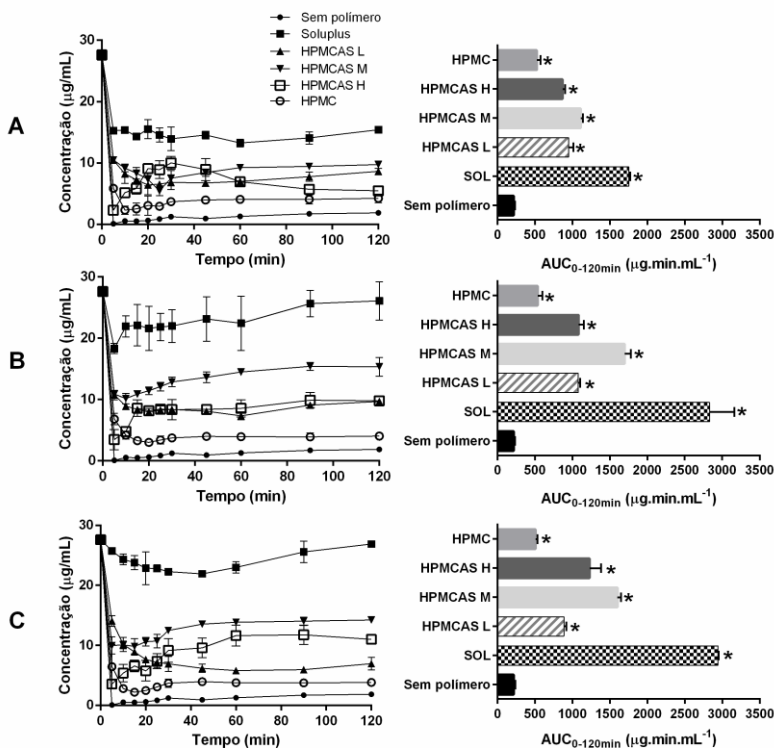 Sem polímero
Soluplus
HPMCAS L
HPMCAS M
HPMCAS H
HPMC
A
Concentração (µg/mL)
30
20
10
0
0 20 40 60 80 100 120
Tempo (min)
HPMC
HPMCAS H
HPMCAS M
HPMCAS L
SOL
Sem polímero
*
*
*
*
*
0 500 1000 1500 2000 2500 3000 3500
AUC0-120min (µg.min.mL-1)
B
Concentração (µg/mL)
30
20
10
0
0 20 40 60 80 100 120
Tempo (min)
HPMC
HPMCAS H
HPMCAS M
HPMCAS L
SOL
Sem polímero
*
*
*
*
*
0 500 1000 1500 2000 2500 3000 3500
AUC0-120min (µg.min.mL-1)
C
Concentração (µg/mL)
30
20
10
0
0 20 40 60 80 100 120
Tempo (min)
HPMC
HPMCAS H
HPMCAS M
HPMCAS L
SOL
Sem polímero
*
*
*
*
*
0 500 1000 1500 2000 2500 3000 3500
AUC0-120min (µg.min.mL-1)